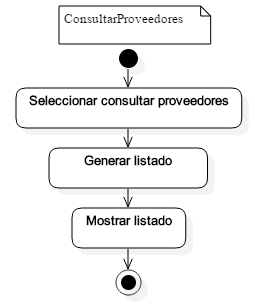 ConsultarProveedores
Seleccionar consultar proveedores
Generar listado
Mostrar listado